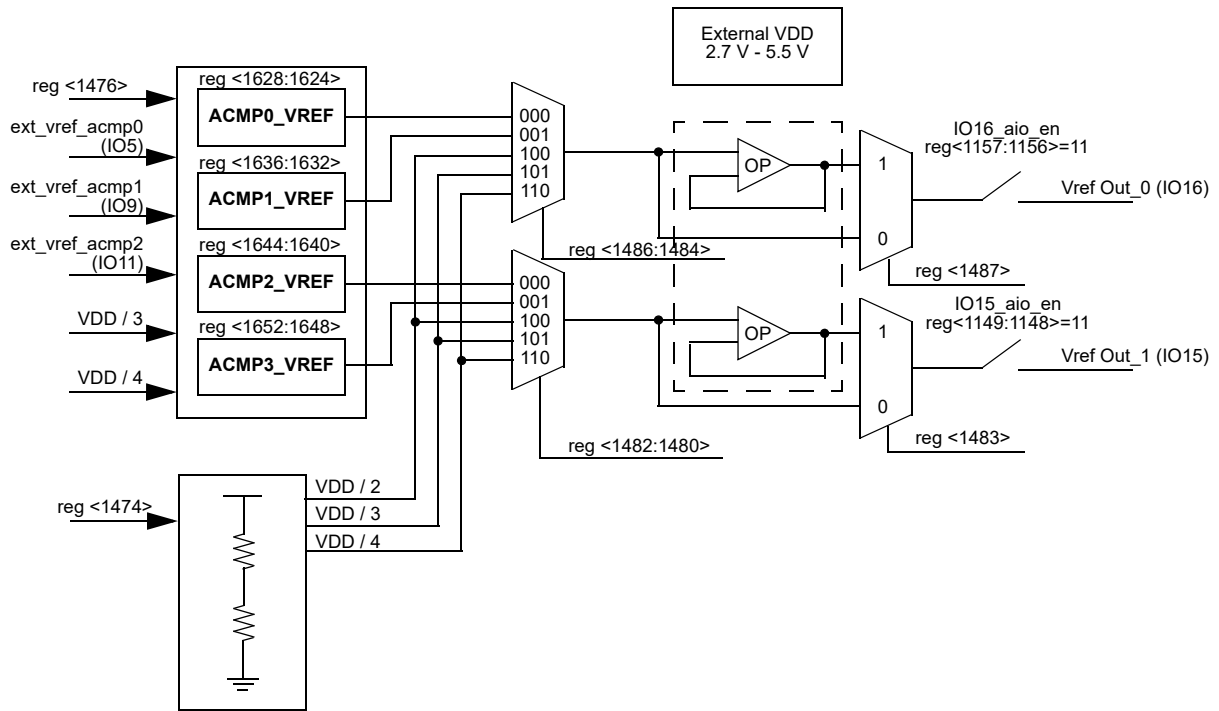 External VDD
2.7 V - 5.5 V
reg <1476>
ext_vref_acmp0
(IO5)
ext_vref_acmp1
(IO9)
ext_vref_acmp2
(IO11)
VDD / 3
VDD / 4
reg <1628:1624>
ACMP0_VREF
reg <1636:1632>
ACMP1_VREF
reg <1644:1640>
ACMP2_VREF
reg <1652:1648>
ACMP3_VREF
000
001
100
101
110
reg <1486:1484>
OP
1
0
reg <1487>
IO16_aio_en
reg<1157:1156>=11
Vref Out_0 (IO16)
000
001
100
101
110
reg <1482:1480>
OP
1
0
reg <1483>
IO15_aio_en
reg<1149:1148>=11
Vref Out_1 (IO15)
reg <1474>
VDD / 2
VDD / 3
VDD / 4